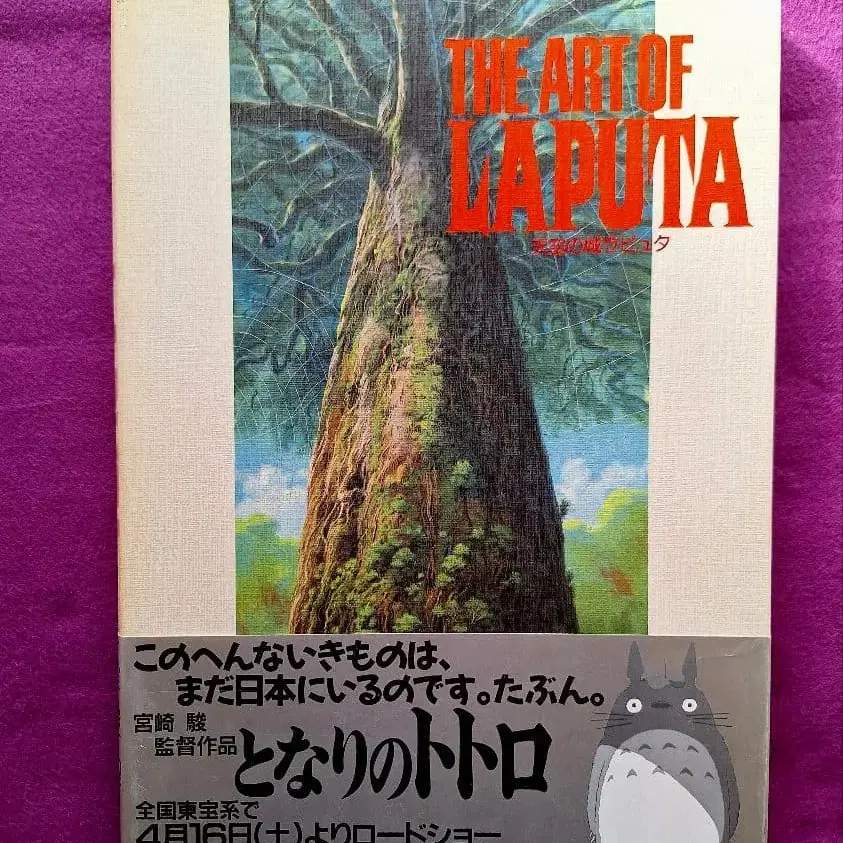 THE ART OF
LAPUTA
天空の城ラピュタ
このへんないきものは、
まだ日本にいるのです。たぶん。
宮崎 駿
監督作品
となりのトトロ
全国東宝系で
4月16日(土)よりロードショー